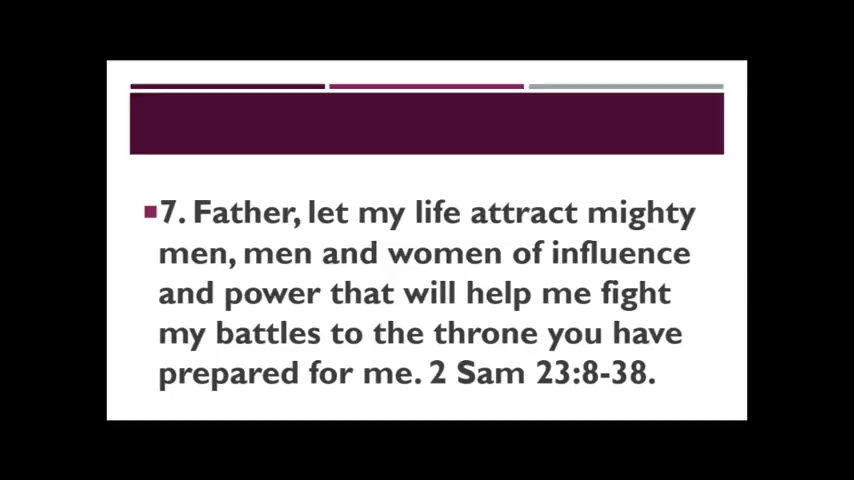 7. Father, let my life attract mighty
men, men and women of influence
and power that will help me fight
my battles to the throne you have
prepared for me. 2 Sam 23:8-38.